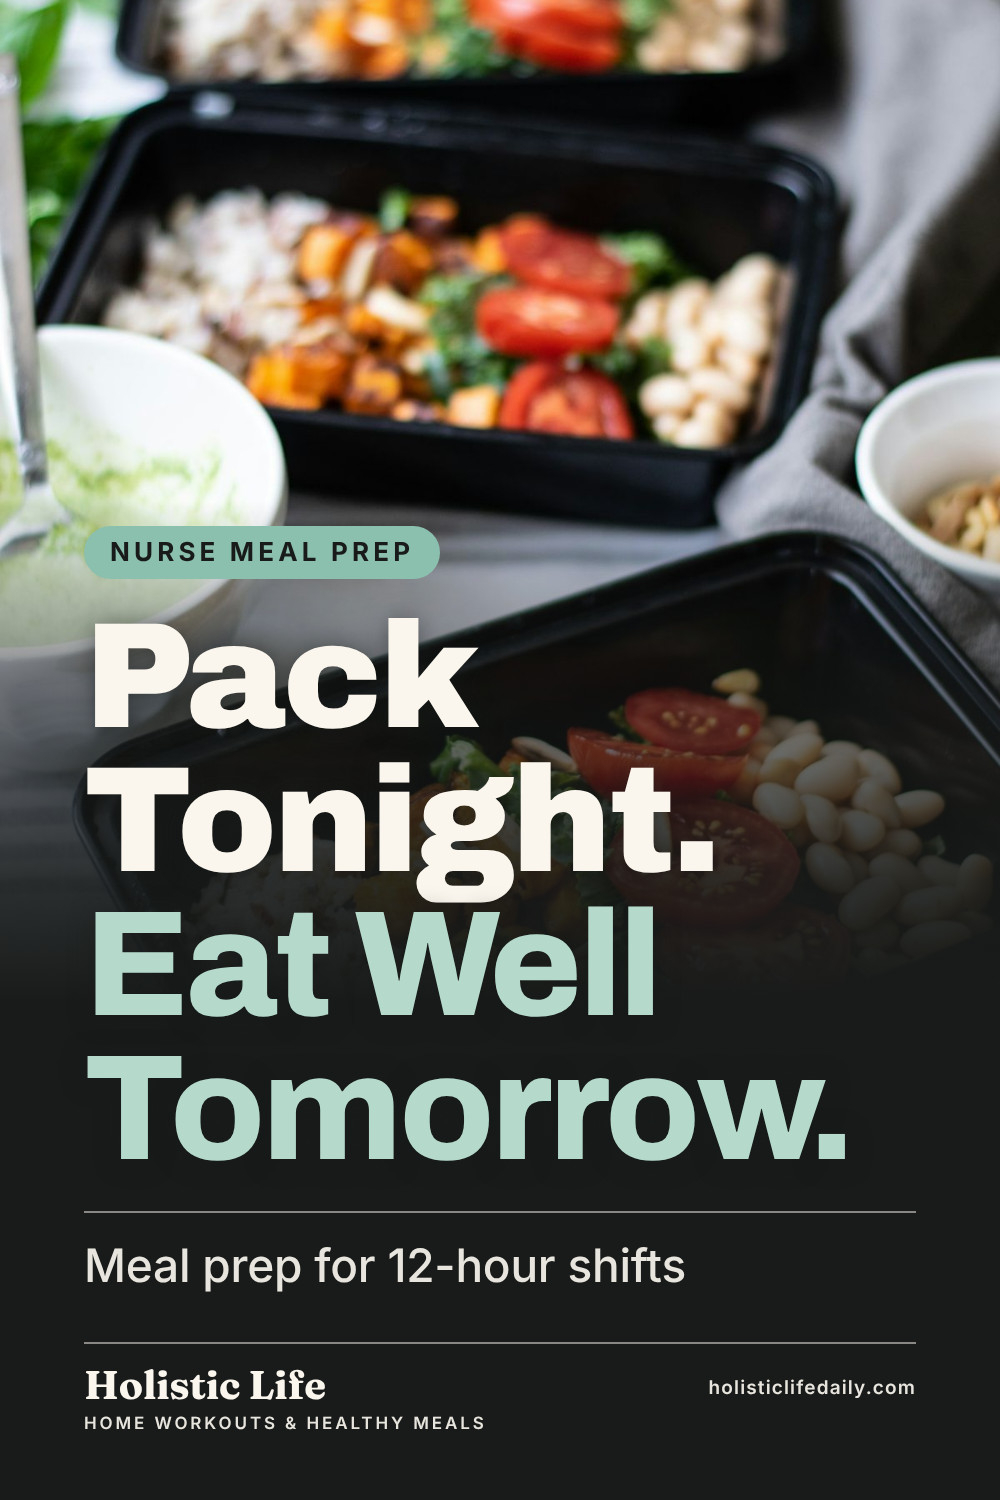 NURSE MEAL PREP
Pack
Tonight.
Eat Well
Tomorrow.
Meal prep for 12-hour shifts
Holistic Life
holisticlifedaily.com
HOME WORKOUTS & HEALTHY MEALS